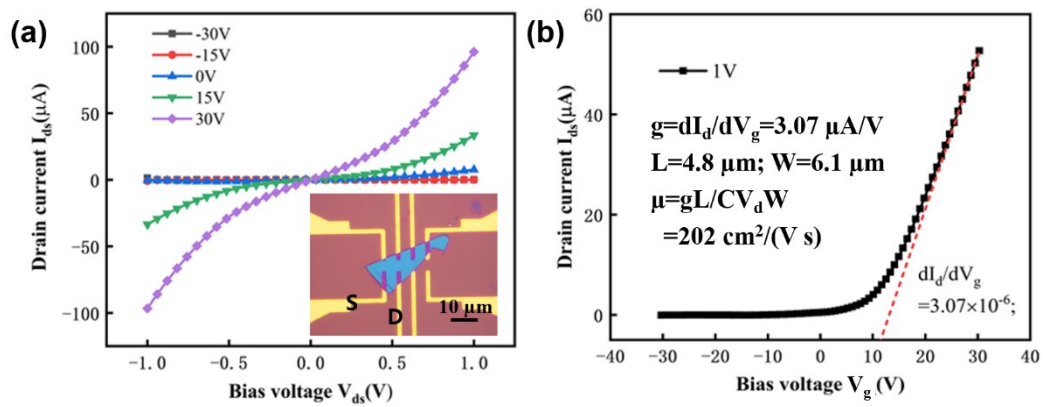 (a)
-30V
-15V
0V
15V
30V
Drain current I_ds(μA)
100
50
0
-50
-100
S
D
10 μm
-1.0
-0.5
0.0
0.5
1.0
Bias voltage V_ds(V)
(b)
1V
g=dI_d/dV_g=3.07 μA/V
L=4.8 μm; W=6.1 μm
μ=gL/CV_dW
=202 cm²/(V s)
dI_d/dV_g
=3.07×10⁻⁶;
Drain current I_ds(μA)
60
40
20
0
-40
-30
-20
-10
0
10
20
30
40
Bias voltage V_g (V)